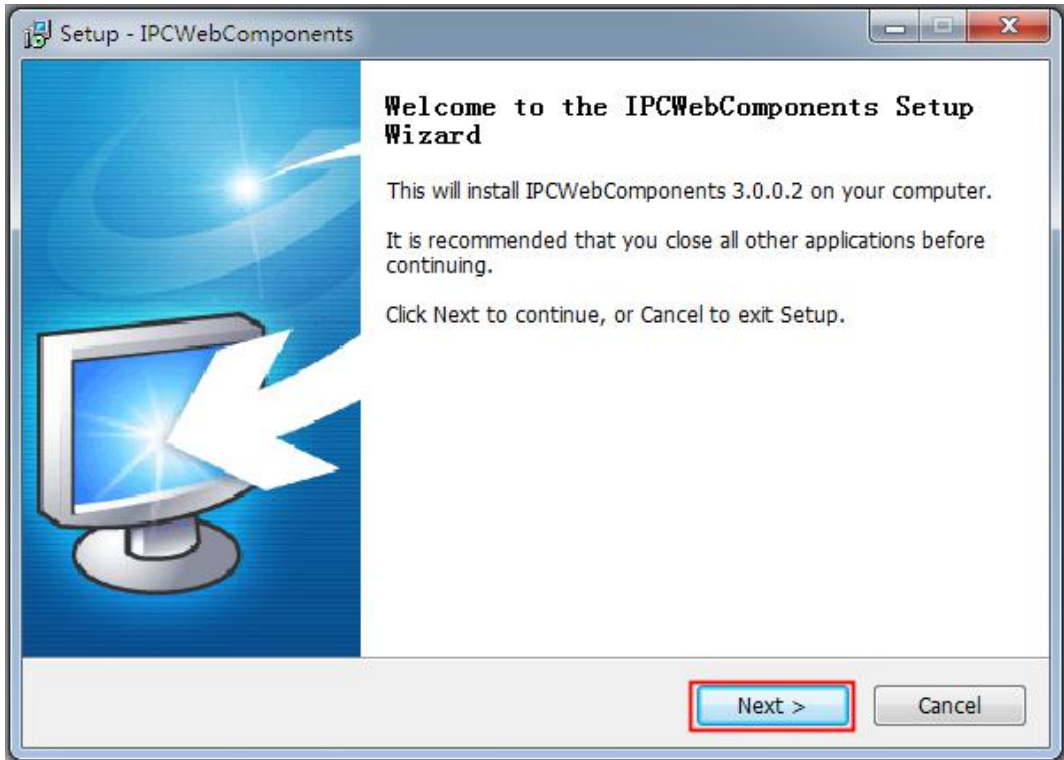 Setup - IPCWebComponents
Welcome to the IPCWebComponents Setup
Wizard
This will install IPCWebComponents 3.0.0.2 on your computer.
It is recommended that you close all other applications before
continuing.
Click Next to continue, or Cancel to exit Setup.
Next >
Cancel